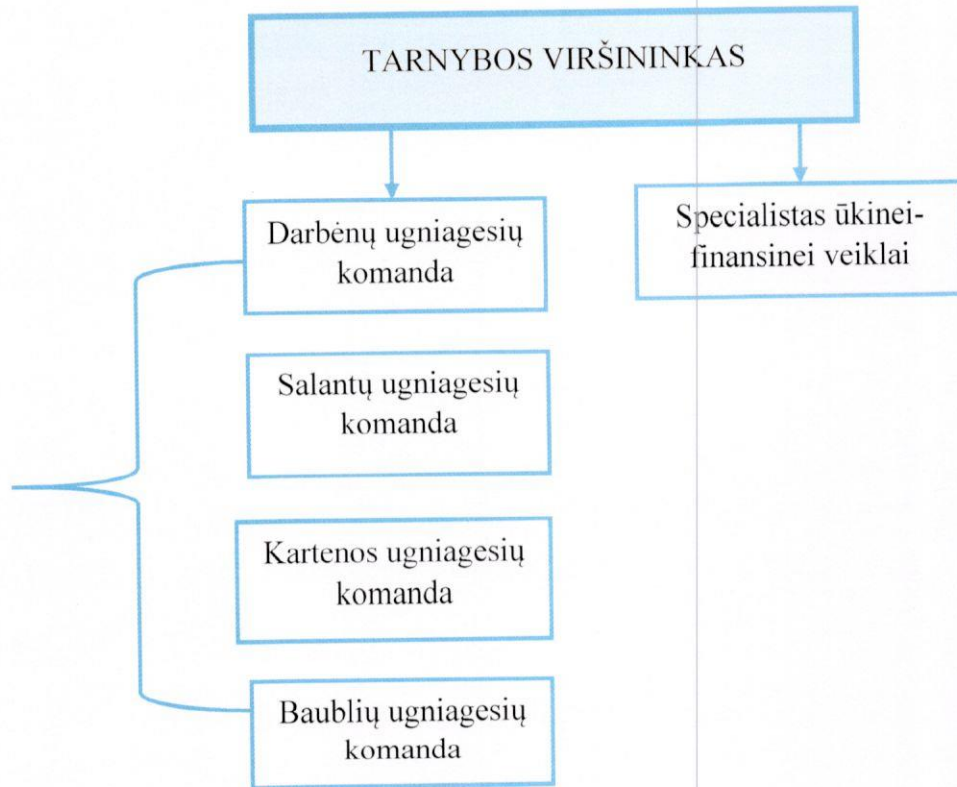 TARNYBOS VIRŠININKAS
Darbėnų ugniagesių
komanda
Specialistas ūkinei-
finansinei veiklai
Salantų ugniagesių
komanda
Kartenos ugniagesių
komanda
Baublių ugniagesių
komanda